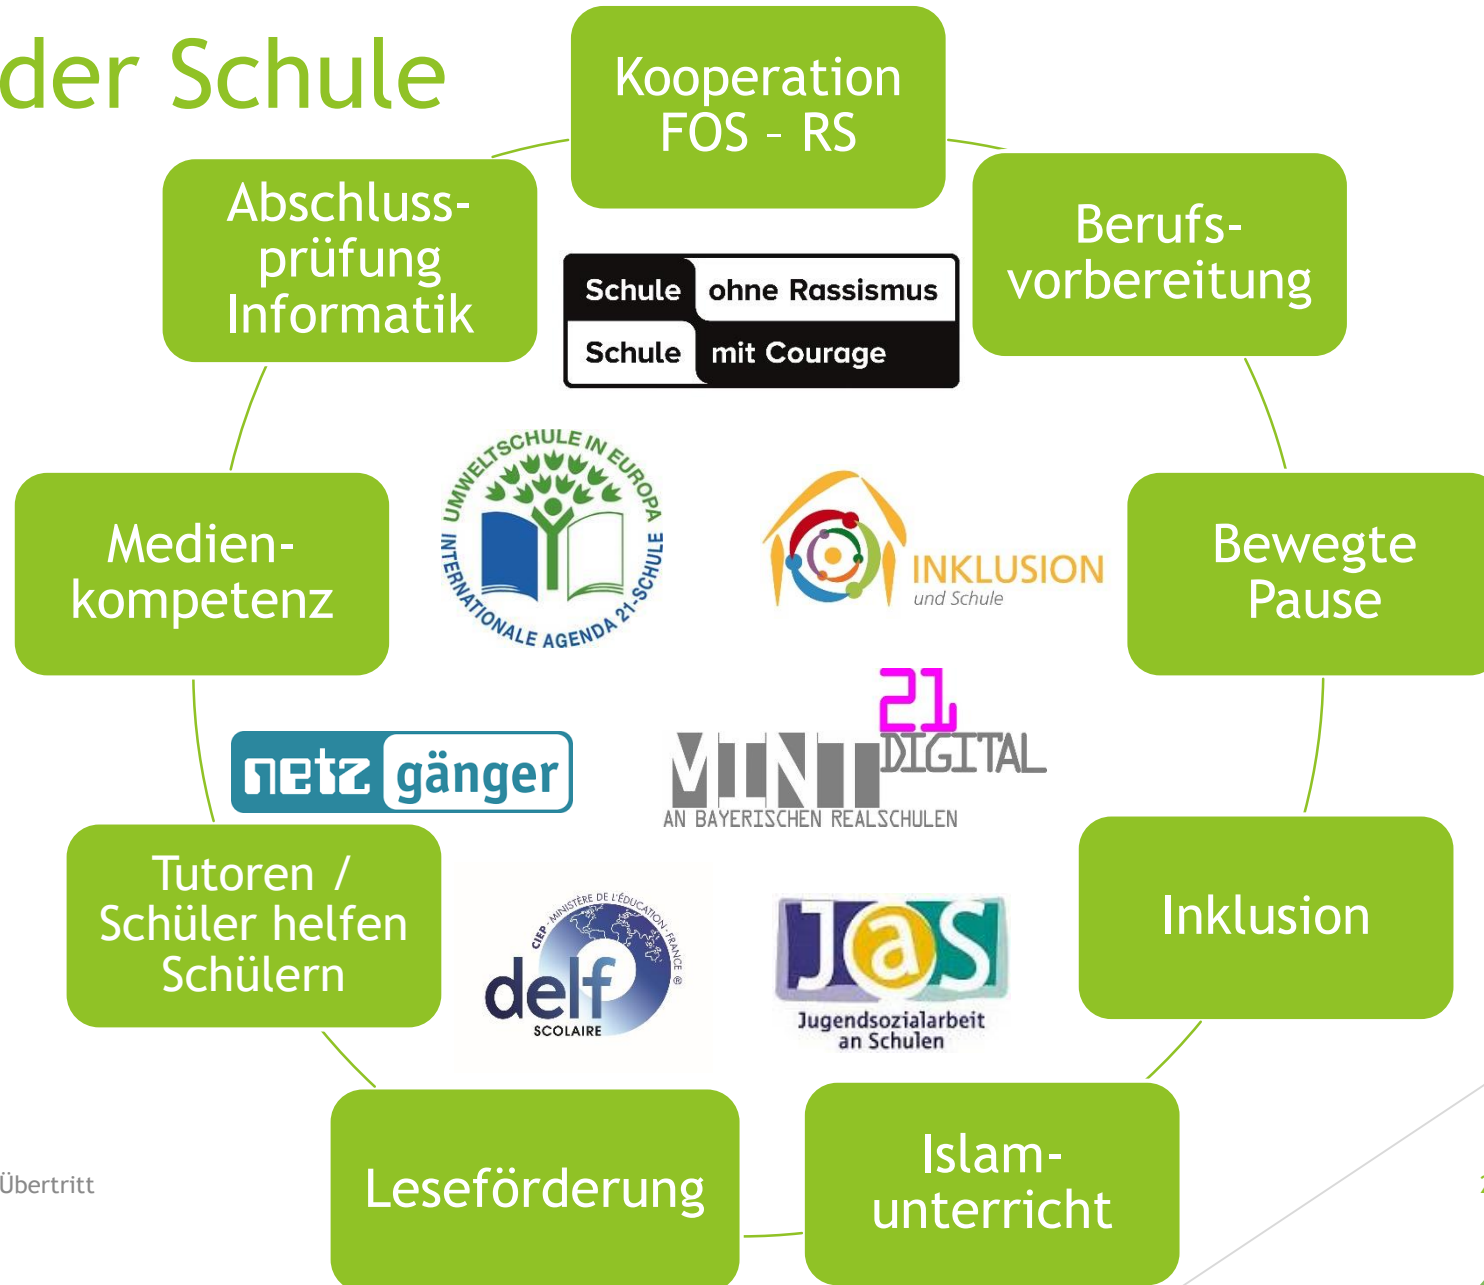 der Schule
Kooperation
FOS – RS
Abschluss-
prüfung
Informatik
Berufs-
vorbereitung
Schule ohne Rassismus
Schule mit Courage
UMWELTSCHULE IN EUROPA
INTERNATIONALE AGENDA 21-SCHULE
INKLUSION
und Schule
Medien-
kompetenz
Bewegte
Pause
21
MINT DIGITAL
AN BAYERISCHEN REALSCHULEN
netz gänger
Tutoren /
Schüler helfen
Schülern
CIEP - MINISTÈRE DE L'ÉDUCATION - FRANCE ®
delf
SCOLAIRE
JaS
Jugendsozialarbeit
an Schulen
Inklusion
Leseförderung
Islam-
unterricht
Übertritt